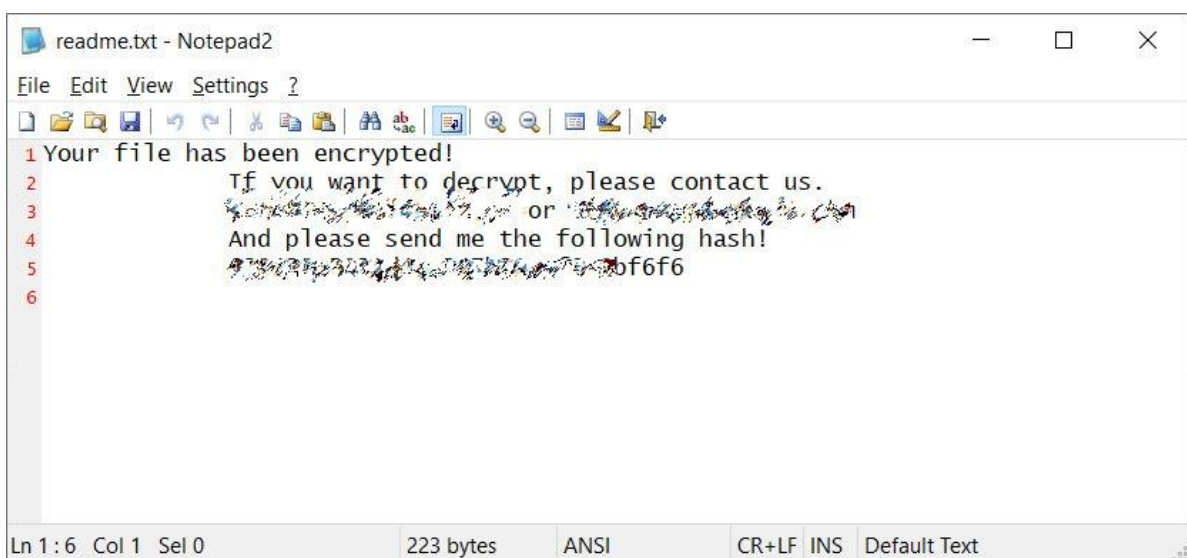 readme.txt - Notepad2
File Edit View Settings ?
1 Your file has been encrypted!
2 If you want to decrypt, please contact us.
3 or
4 And please send me the following hash!
5 bf6f6
6
Ln 1 : 6 Col 1 Sel 0 223 bytes ANSI CR+LF INS Default Text